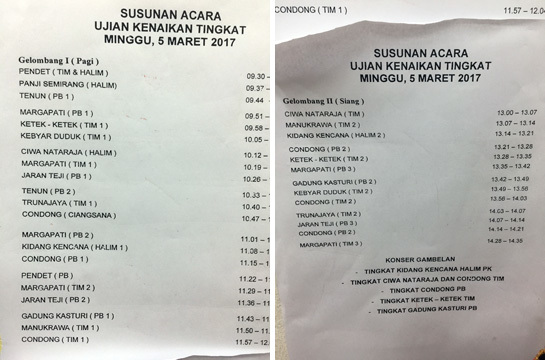 SUSUNAN ACARA
UJIAN KENAIKAN TINGKAT
MINGGU, 5 MARET 2017
Gelombang I ( Pagi )
PENDET ( TIM & HALIM ) 09.30 -
PANJI SEMIRANG ( HALIM) 09.37 -
TENUN ( PB 1 ) 09.44
MARGAPATI ( PB 1 ) 09.51 -
KETEK - KETEK ( TIM 1 ) 09.58 -
KEBYAR DUDUK ( TIM 1 ) 10.05 -
CIWA NATARAJA ( HALIM ) 10.12 -
MARGAPATI ( TIM 1 ) 10.19 -
JARAN TEJI ( PB 1 ) 10.26 -
TENUN ( PB 2 ) 10.33 -
TRUNAJAYA ( TIM 1 ) 10.40 -
CONDONG ( CIANGSANA ) 10.47 -
MARGAPATI ( PB 2 ) 11.01 - 1
KIDANG KENCANA ( HALIM 1 ) 11.08 - 1
CONDONG ( PB 1 ) 11.15 - 1
PENDET ( PB ) 11.22 - 1
MARGAPATI ( TIM 2 ) 11.29 - 11
JARAN TEJI ( PB 2 ) 11.36 - 11
GADUNG KASTURI ( PB 1 ) 11.43 - 11
MANUKRAWA ( TIM 1 ) 11.50 - 11
CONDONG ( TIM 1 ) 11.57 - 12.
CONDONG ( TIM 1 ) 11.57 - 12.04
SUSUNAN ACARA
UJIAN KENAIKAN TINGKAT
MINGGU, 5 MARET 2017
Gelombang II ( Siang )
CIWA NATARAJA ( TIM ) 13.00 - 13.07
MANUKRAWA ( TIM 2 ) 13.07 - 13.14
KIDANG KENCANA ( HALIM 2 ) 13.14 - 13.21
CONDONG ( PB 2 ) 13.21 - 13.28
KETEK - KETEK ( TIM 2 ) 13.28 - 13.35
MARGAPATI ( PB 3 ) 13.35 - 13.42
GADUNG KASTURI ( PB 2 ) 13.42 - 13.49
KEBYAR DUDUK ( TIM 2 ) 13.49 - 13.56
CONDONG ( TIM 2 ) 13.56 - 14.03
TRUNAJAYA ( TIM 2 ) 14.03 - 14.07
JARAN TEJI ( PB 3 ) 14.07 - 14.14
CONDONG ( PB 2 ) 14.14 - 14.21
MARGAPATI ( TIM 3 ) 14.28 - 14.35
KONSER GAMBELAN
- TINGKAT KIDANG KENCANA HALIM PK
- TINGKAT CIWA NATARAJA DAN CONDONG TIM
- TINGKAT CONDONG PB
- TINGKAT KETEK - KETEK TIM
- TINGKAT GADUNG KASTURI PB